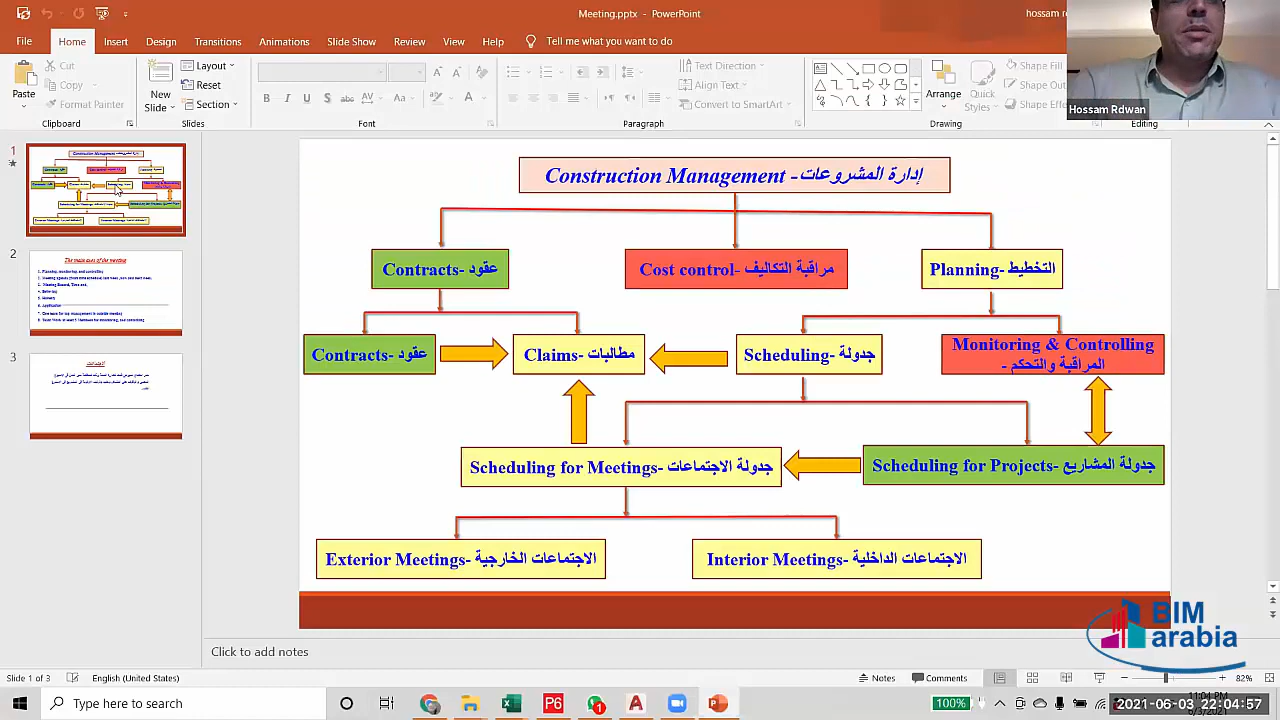 Meeting.pptx - PowerPoint
File Home Insert Design Transitions Animations Slide Show Review View Help Tell me what you want to do
Hossam Rdwan
Paste
Cut
Copy
Format Painter
Clipboard
New Slide
Layout
Reset
Section
Slides
Font
Text Direction
Align Text
Convert to SmartArt
Paragraph
Arrange
Quick Styles
Shape Fill
Drawing
Editing
1
2
3
Construction Management - إدارة المشروعات
Contracts- عقود
Cost control- مراقبة التكاليف
Planning- التخطيط
Contracts- عقود
Claims- مطالبات
Scheduling- جدولة
Monitoring & Controlling
- المراقبة والتحكم
Scheduling for Meetings- جدولة الاجتماعات
Scheduling for Projects- جدولة المشاريع
Exterior Meetings- الاجتماعات الخارجية
Interior Meetings- الاجتماعات الداخلية
BIM
arabia
Click to add notes
Slide 1 of 3 English (United States) Notes Comments 82%
Type here to search
100%
2021-06-03 22:04:57